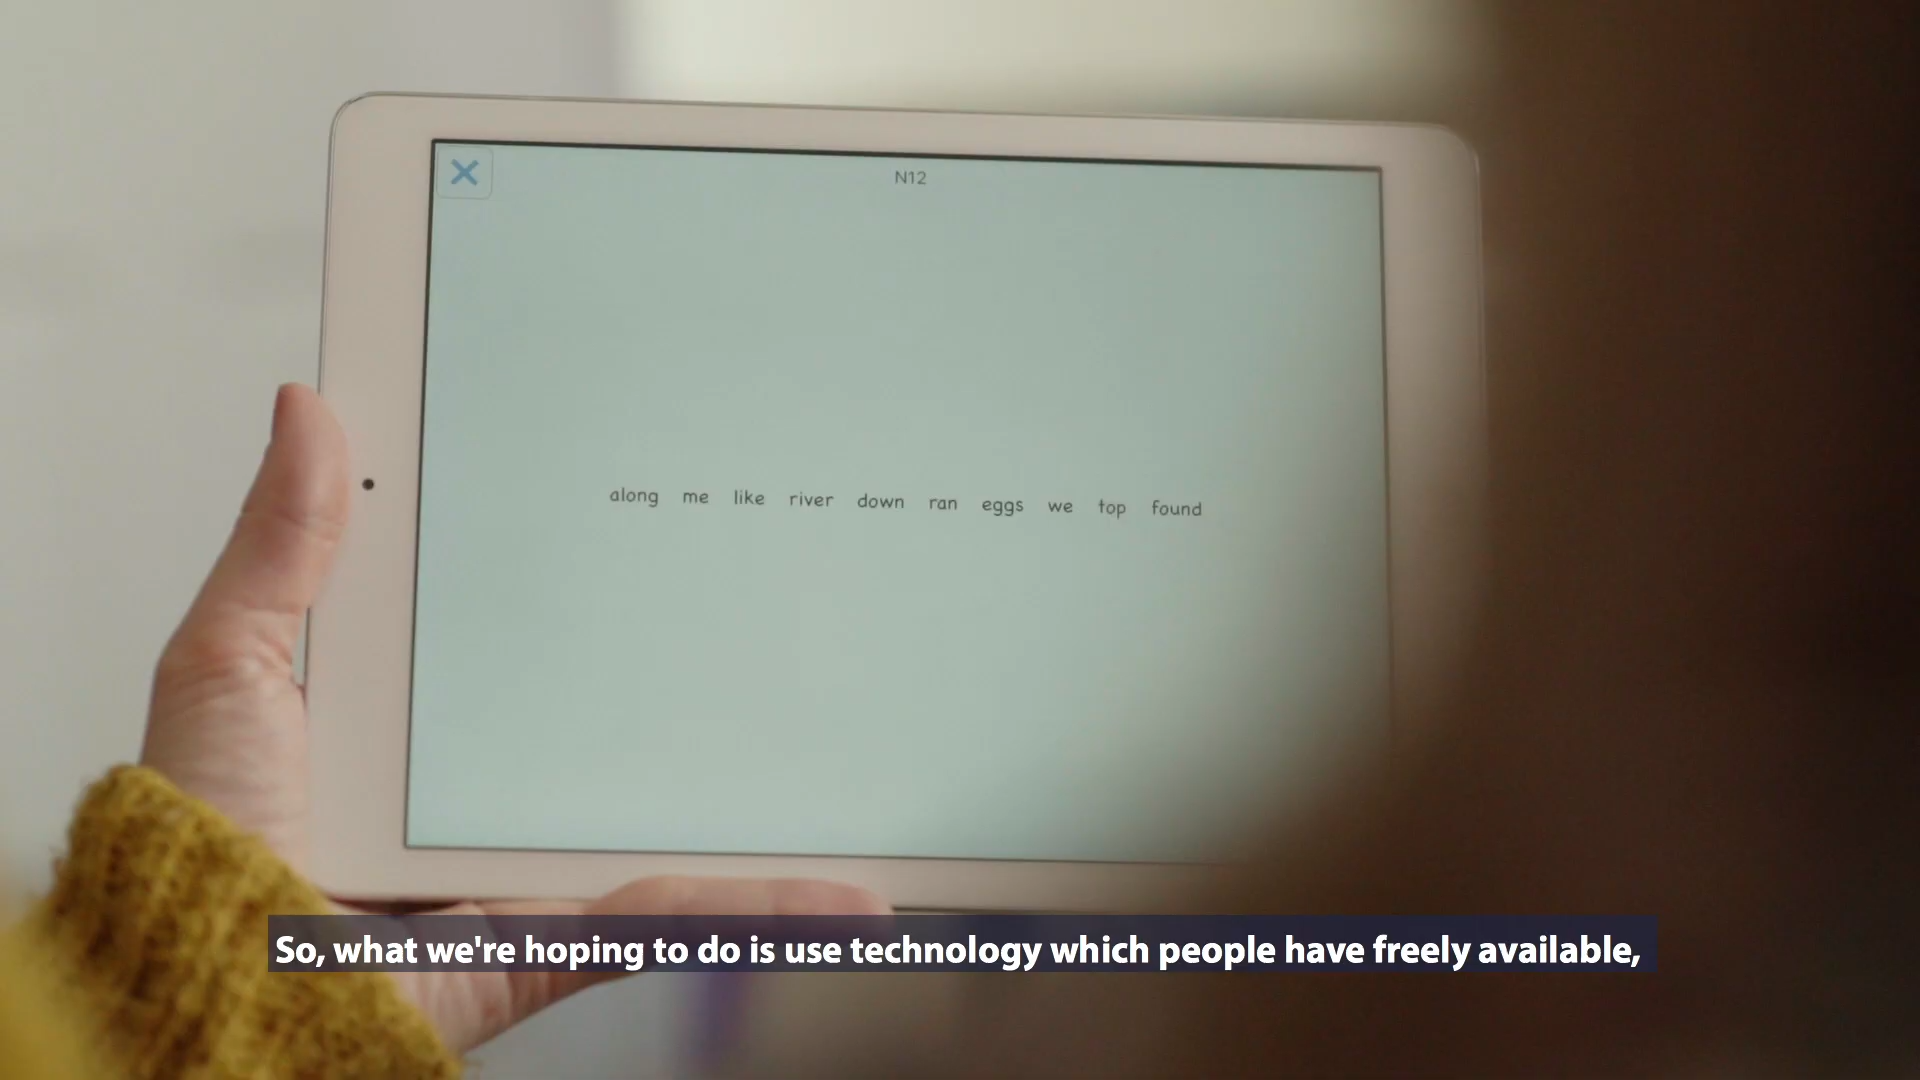 N12
along me like river down ran eggs we top found
So, what we're hoping to do is use technology which people have freely available,